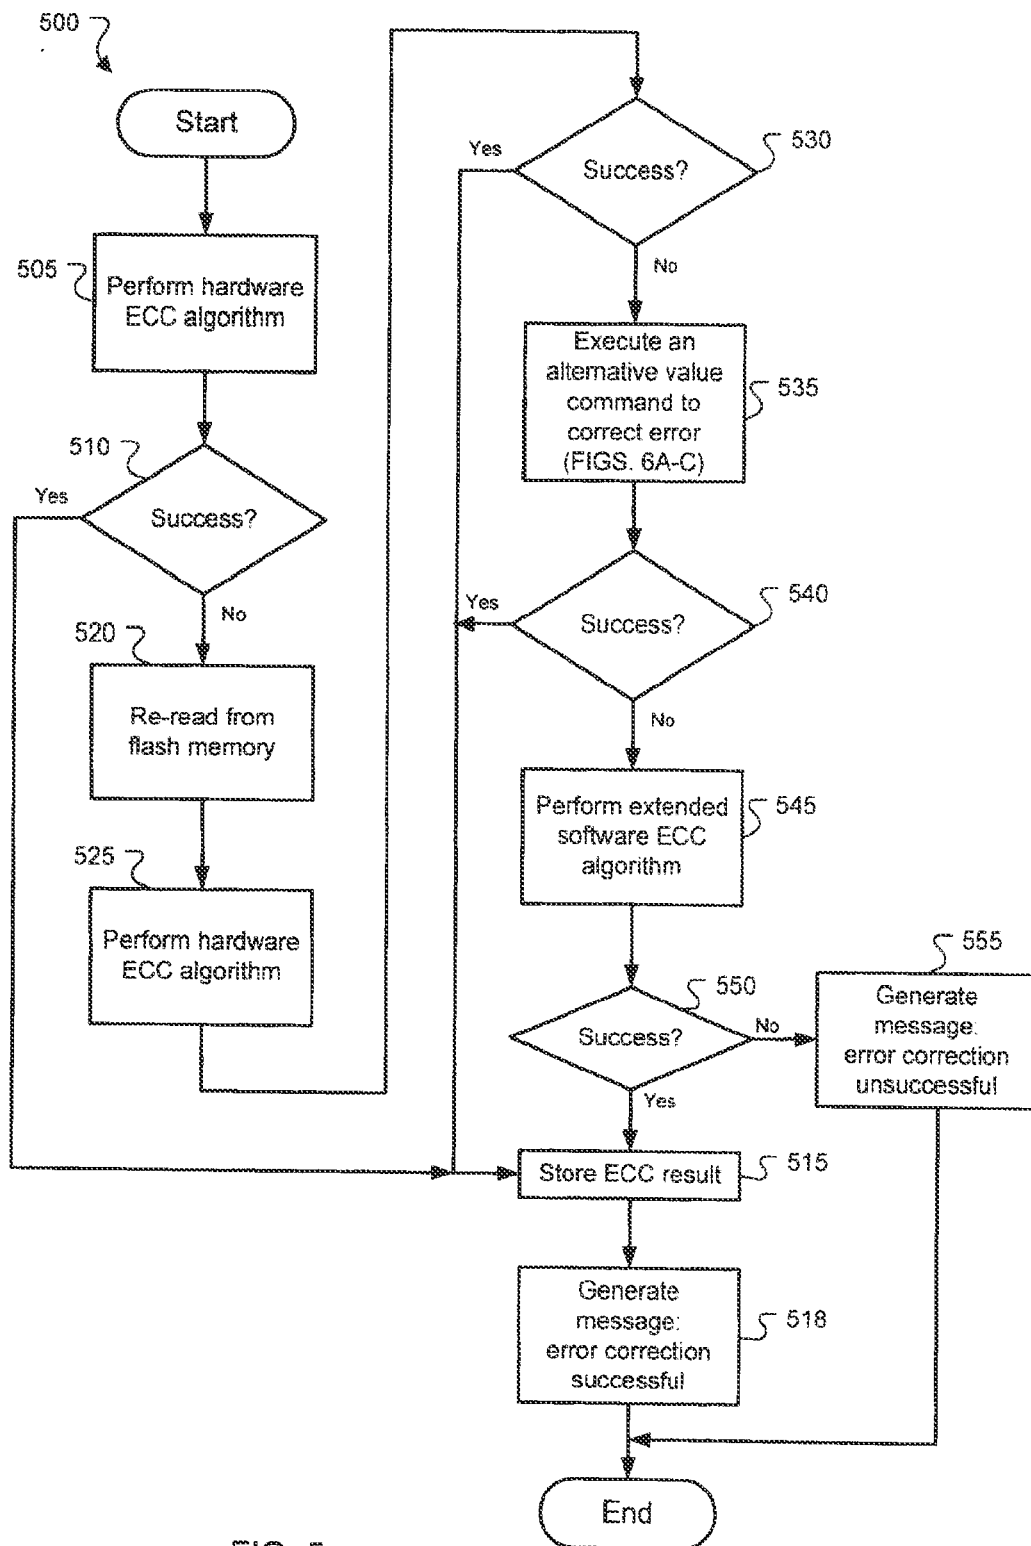 500
Start
505
Perform hardware
ECC algorithm
510
Yes
Success?
No
520
Re-read from
flash memory
525
Perform hardware
ECC algorithm
530
Yes
Success?
No
Execute an
alternative value
command to
correct error
(FIGS. 6A-C)
535
540
Yes
Success?
No
Perform extended
software ECC
algorithm
545
550
Success?
No
Yes
555
Generate
message:
error correction
unsuccessful
Store ECC result
515
Generate
message:
error correction
successful
518
End